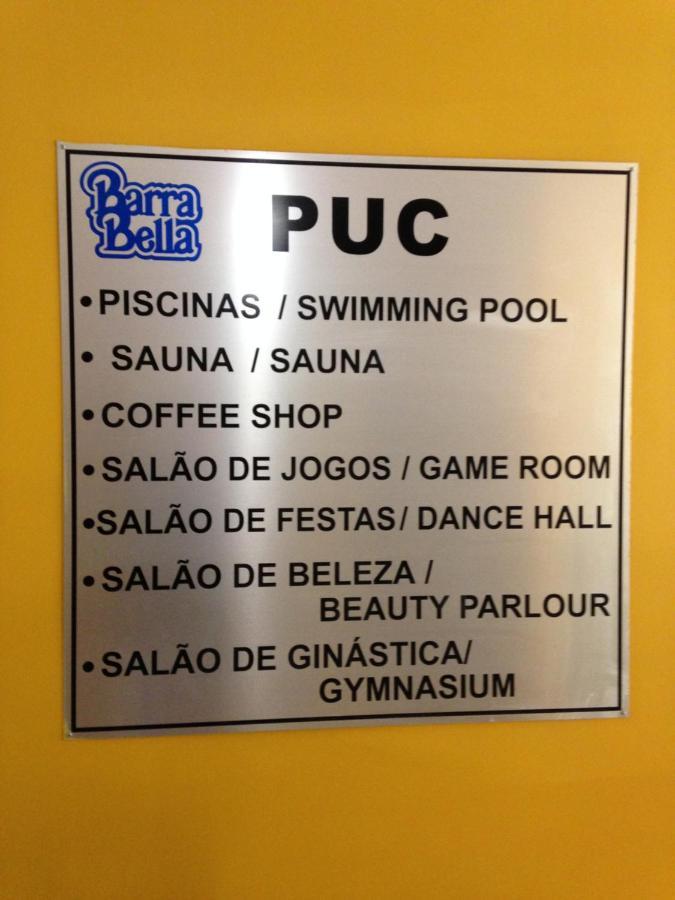 Barra
Bella
PUC
•PISCINAS / SWIMMING POOL
• SAUNA / SAUNA
•COFFEE SHOP
•SALÃO DE JOGOS / GAME ROOM
•SALÃO DE FESTAS/ DANCE HALL
•SALÃO DE BELEZA /
BEAUTY PARLOUR
•SALÃO DE GINÁSTICA/
GYMNASIUM